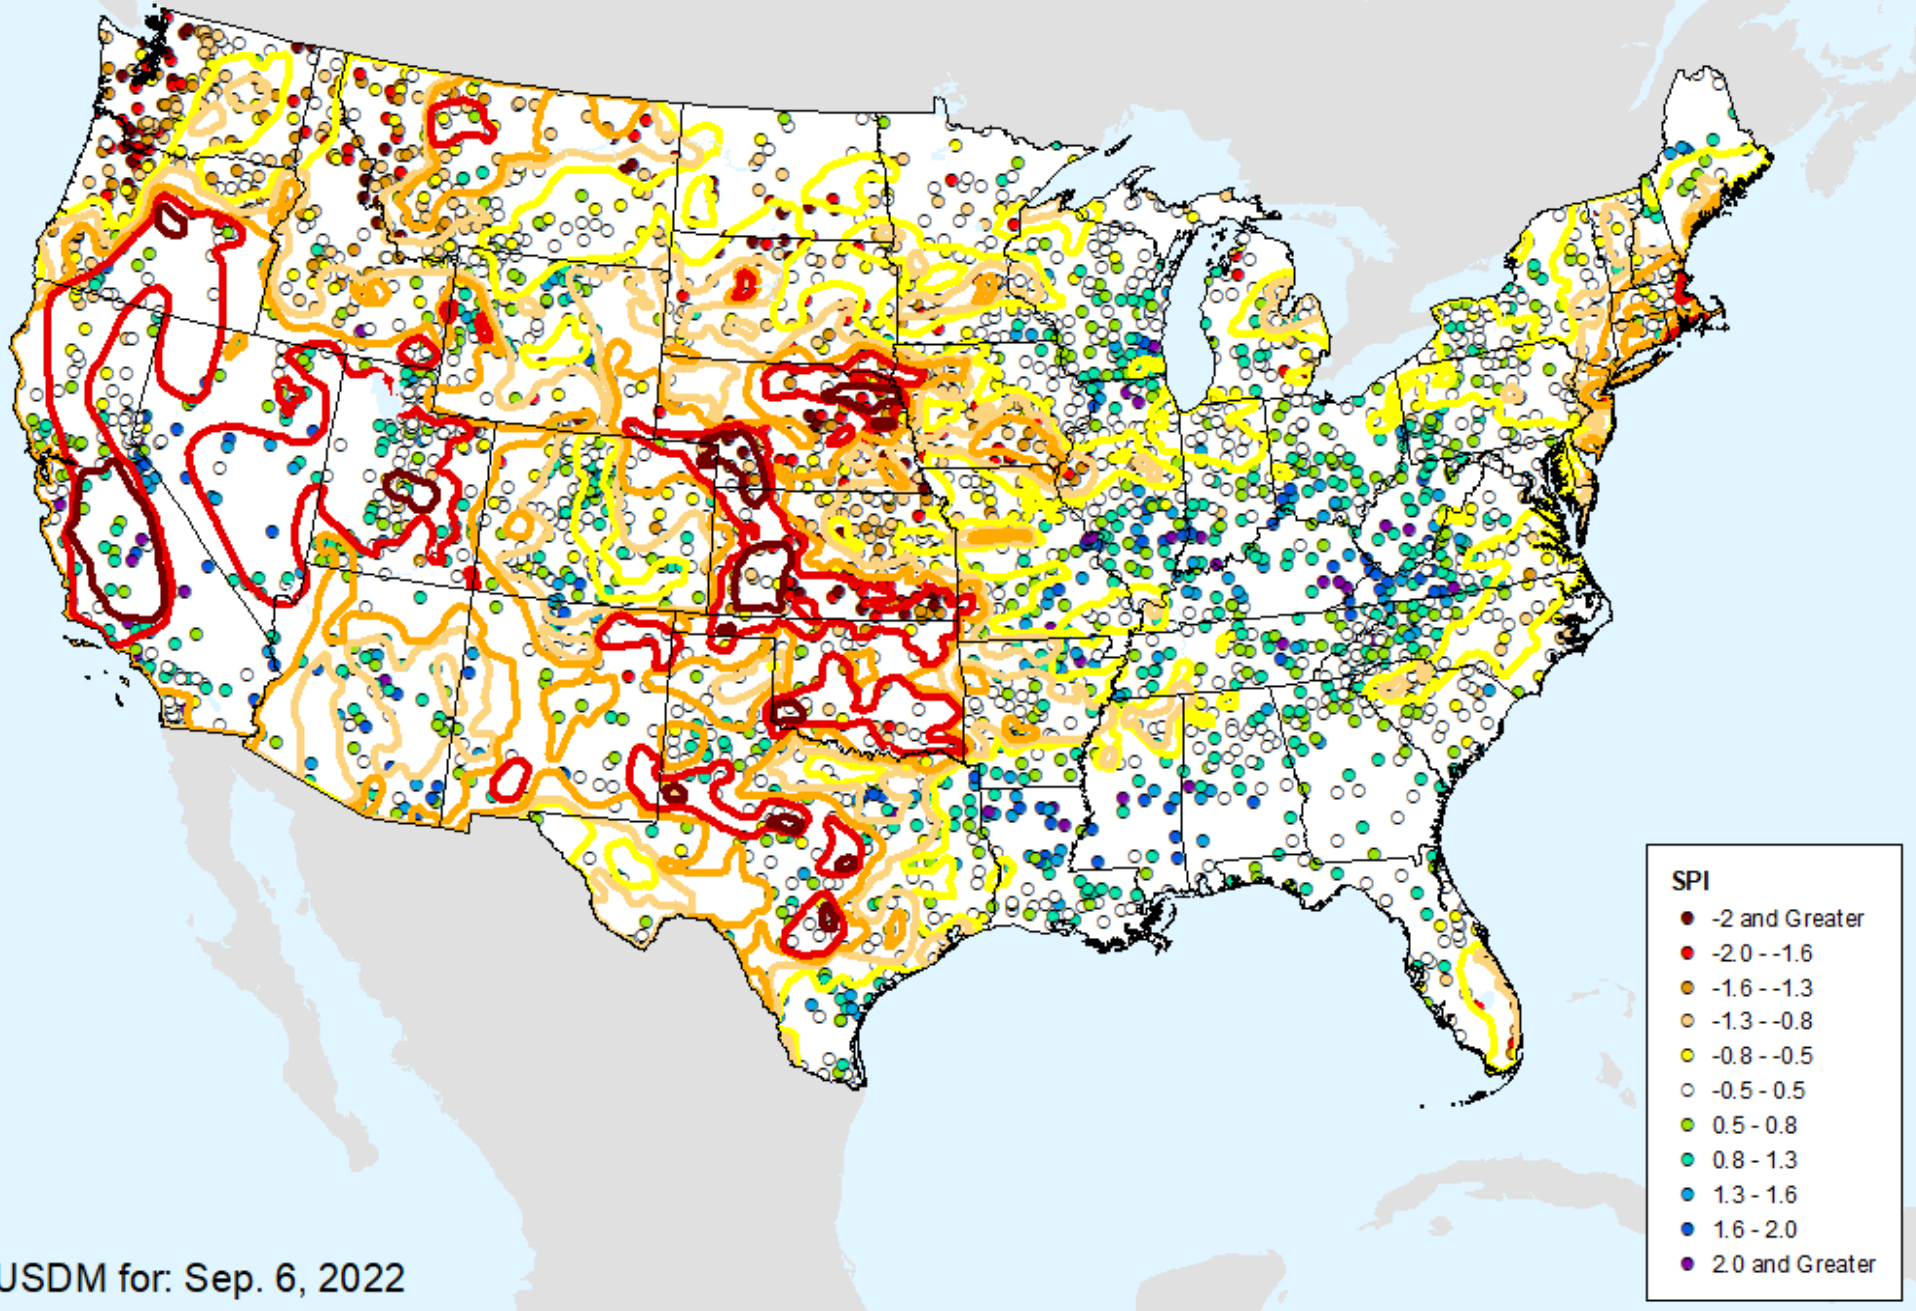 SPI
-2 and Greater
-2.0 - -1.6
-1.6 - -1.3
-1.3 - -0.8
-0.8 - -0.5
-0.5 - 0.5
0.5 - 0.8
0.8 - 1.3
1.3 - 1.6
1.6 - 2.0
2.0 and Greater
USDM for: Sep. 6, 2022